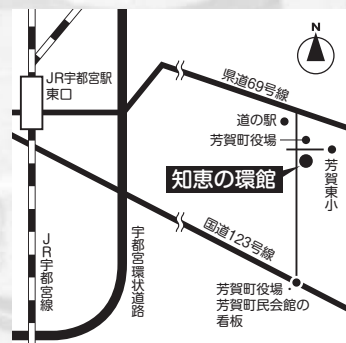 N
JR宇都宮駅
東口
県道69号線
道の駅
芳賀町役場
知恵の環館
芳賀東小
国道123号線
JR宇都宮線
宇都宮環状道路
芳賀町役場・
芳賀町民会館の
看板